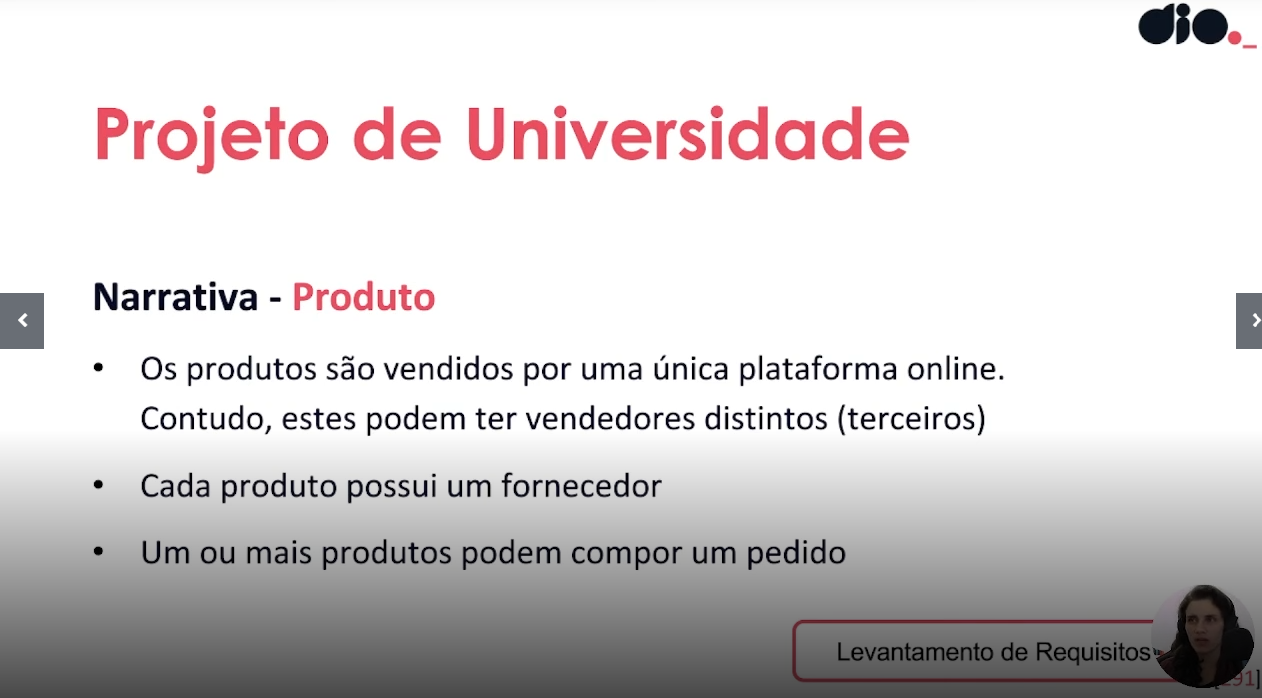 dio._
Projeto de Universidade
Narrativa - Produto
• Os produtos são vendidos por uma única plataforma online.
Contudo, estes podem ter vendedores distintos (terceiros)
• Cada produto possui um fornecedor
• Um ou mais produtos podem compor um pedido
Levantamento de Requisitos